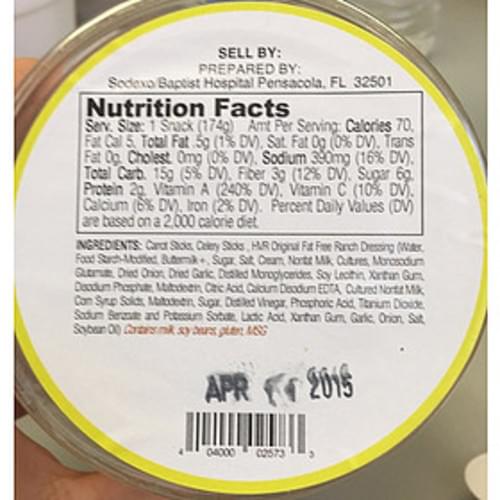 SELL BY:
PREPARED BY:
Sodexo/Baptist Hospital Pensacola, FL 32501
Nutrition Facts
Serv. Size: 1 Snack (174g) Amt Per Serving: Calories 70,
Fat Cal 5, Total Fat .5g (1% DV), Sat. Fat 0g (0% DV), Trans
Fat 0g, Cholest. 0mg (0% DV), Sodium 390mg (16% DV),
Total Carb. 15g (5% DV), Fiber 3g (12% DV), Sugar 6g,
Protein 2g, Vitamin A (240% DV), Vitamin C (10% DV),
Calcium (6% DV), Iron (2% DV). Percent Daily Values (DV)
are based on a 2,000 calorie diet.
INGREDIENTS: Carrot Sticks, Celery Sticks , HVR Original Fat Free Ranch Dressing (Water,
Food Starch-Modified, Buttermilk+, Sugar, Salt, Cream, Nonfat Milk, Cultures, Monosodium
Glutamate, Dried Onion, Dried Garlic, Distilled Monoglycerides, Soy Lecithin, Xanthan Gum,
Disodium Phosphate, Maltodextrin, Citric Acid, Calcium Disodium EDTA, Cultured Nonfat Milk,
Corn Syrup Solids, Maltodextrin, Sugar, Distilled Vinegar, Phosphoric Acid, Titanium Dioxide,
Sodium Benzoate and Potassium Sorbate, Lactic Acid, Xanthan Gum, Garlic, Onion, Salt,
Soybean Oil) Contains milk, soy beans, gluten, MSG
APR 2015
4 04000 02573 3